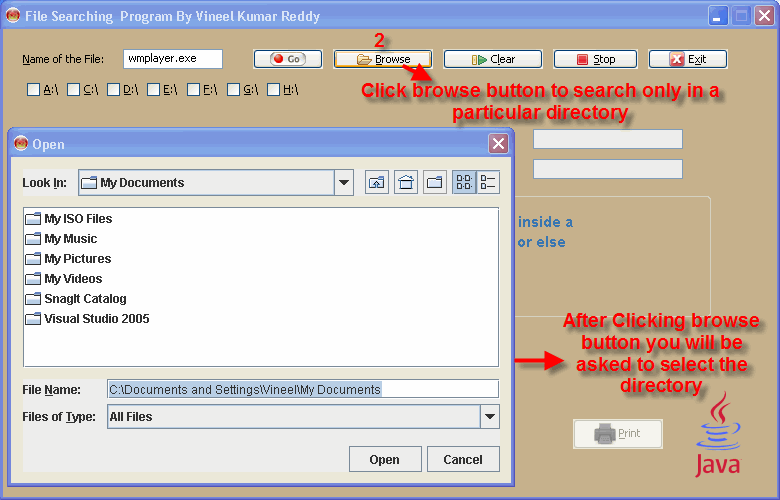 File Searching Program By Vineel Kumar Reddy
2
Name of the File: wmplayer.exe Go Browse Clear Stop Exit
A:\ C:\ D:\ E:\ F:\ G:\ H:\
Click browse button to search only in a
particular directory
Open
Look In: My Documents
My ISO Files
My Music
My Pictures
My Videos
SnagIt Catalog
Visual Studio 2005
inside a
or else
After Clicking browse
button you will be
asked to select the
directory
File Name: C:\Documents and Settings\Vineel\My Documents
Files of Type: All Files
Open Cancel
Print
Java